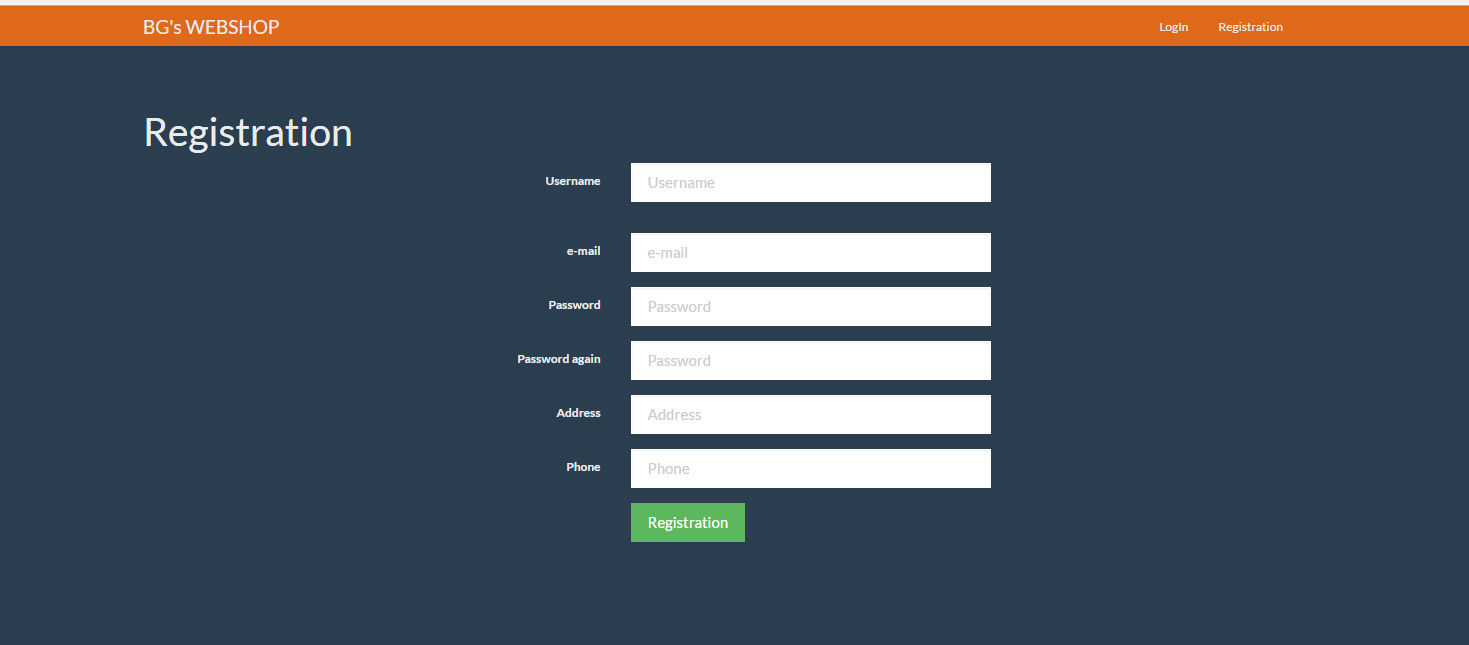 BG's WEBSHOP LogIn Registration
Registration
Username Username
e-mail e-mail
Password Password
Password again Password
Address Address
Phone Phone
Registration